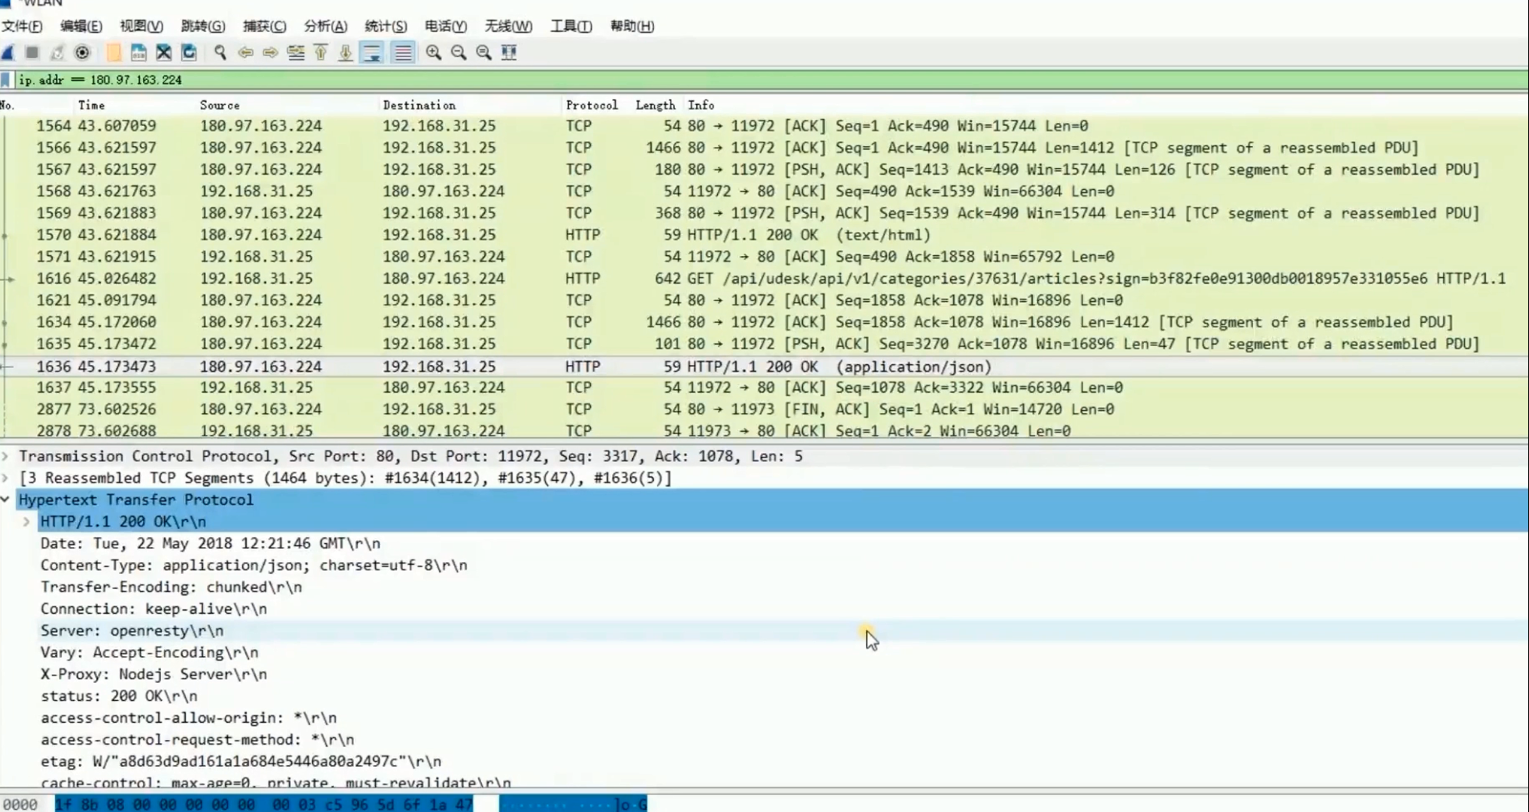 *WLAN
文件(F) 编辑(E) 视图(V) 跳转(G) 捕获(C) 分析(A) 统计(S) 电话(Y) 无线(W) 工具(T) 帮助(H)
ip.addr == 180.97.163.224
No. Time Source Destination Protocol Length Info
1564 43.607059 180.97.163.224 192.168.31.25 TCP 54 80 → 11972 [ACK] Seq=1 Ack=490 Win=15744 Len=0
1566 43.621597 180.97.163.224 192.168.31.25 TCP 1466 80 → 11972 [ACK] Seq=1 Ack=490 Win=15744 Len=1412 [TCP segment of a reassembled PDU]
1567 43.621597 180.97.163.224 192.168.31.25 TCP 180 80 → 11972 [PSH, ACK] Seq=1413 Ack=490 Win=15744 Len=126 [TCP segment of a reassembled PDU]
1568 43.621763 192.168.31.25 180.97.163.224 TCP 54 11972 → 80 [ACK] Seq=490 Ack=1539 Win=66304 Len=0
1569 43.621883 180.97.163.224 192.168.31.25 TCP 368 80 → 11972 [PSH, ACK] Seq=1539 Ack=490 Win=15744 Len=314 [TCP segment of a reassembled PDU]
1570 43.621884 180.97.163.224 192.168.31.25 HTTP 59 HTTP/1.1 200 OK (text/html)
1571 43.621915 192.168.31.25 180.97.163.224 TCP 54 11972 → 80 [ACK] Seq=490 Ack=1858 Win=65792 Len=0
1616 45.026482 192.168.31.25 180.97.163.224 HTTP 642 GET /api/udesk/api/v1/categories/37631/articles?sign=b3f82fe0e91300db0018957e331055e6 HTTP/1.1
1621 45.091794 180.97.163.224 192.168.31.25 TCP 54 80 → 11972 [ACK] Seq=1858 Ack=1078 Win=16896 Len=0
1634 45.172060 180.97.163.224 192.168.31.25 TCP 1466 80 → 11972 [ACK] Seq=1858 Ack=1078 Win=16896 Len=1412 [TCP segment of a reassembled PDU]
1635 45.173472 180.97.163.224 192.168.31.25 TCP 101 80 → 11972 [PSH, ACK] Seq=3270 Ack=1078 Win=16896 Len=47 [TCP segment of a reassembled PDU]
1636 45.173473 180.97.163.224 192.168.31.25 HTTP 59 HTTP/1.1 200 OK (application/json)
1637 45.173555 192.168.31.25 180.97.163.224 TCP 54 11972 → 80 [ACK] Seq=1078 Ack=3322 Win=66304 Len=0
2877 73.602526 180.97.163.224 192.168.31.25 TCP 54 80 → 11973 [FIN, ACK] Seq=1 Ack=1 Win=14720 Len=0
2878 73.602688 192.168.31.25 180.97.163.224 TCP 54 11973 → 80 [ACK] Seq=1 Ack=2 Win=66304 Len=0
Transmission Control Protocol, Src Port: 80, Dst Port: 11972, Seq: 3317, Ack: 1078, Len: 5
[3 Reassembled TCP Segments (1464 bytes): #1634(1412), #1635(47), #1636(5)]
Hypertext Transfer Protocol
HTTP/1.1 200 OK\r\n
Date: Tue, 22 May 2018 12:21:46 GMT\r\n
Content-Type: application/json; charset=utf-8\r\n
Transfer-Encoding: chunked\r\n
Connection: keep-alive\r\n
Server: openresty\r\n
Vary: Accept-Encoding\r\n
X-Proxy: Nodejs Server\r\n
status: 200 OK\r\n
access-control-allow-origin: *\r\n
access-control-request-method: *\r\n
etag: W/"a8d63d9ad161a1a684e5446a80a2497c"\r\n
cache-control: max-age=0, private, must-revalidate\r\n
0000 1f 8b 08 00 00 00 00 00 00 03 c5 96 5d 6f 1a 47 ........ ....]o·G